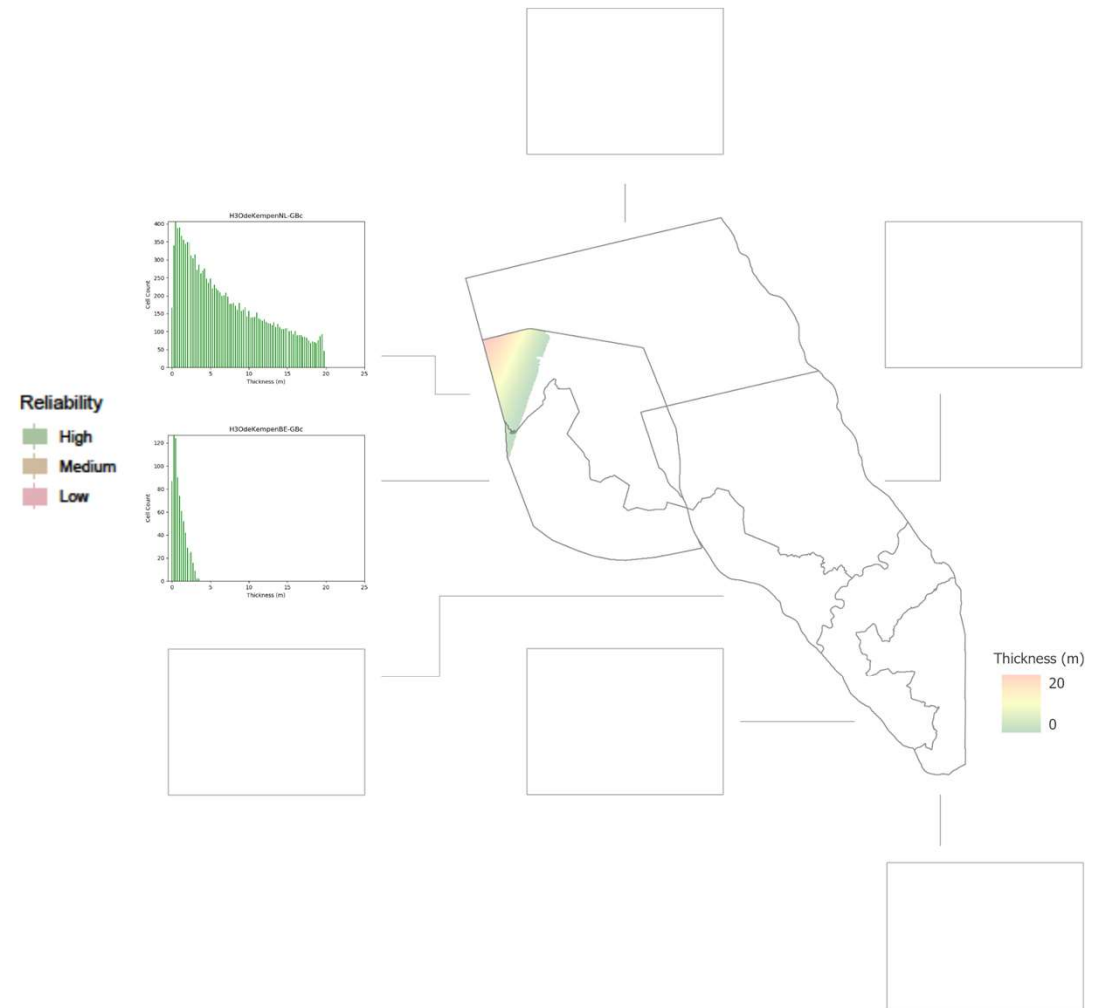 H3OdeKempenNL-GBc
400
350
300
250
200
150
100
50
0
Cell Count
0 5 10 15 20 25
Thickness (m)
Reliability
High
Medium
Low
H3OdeKempenBE-GBc
120
100
80
60
40
20
0
Cell Count
0 5 10 15 20 25
Thickness (m)
Thickness (m)
20
0